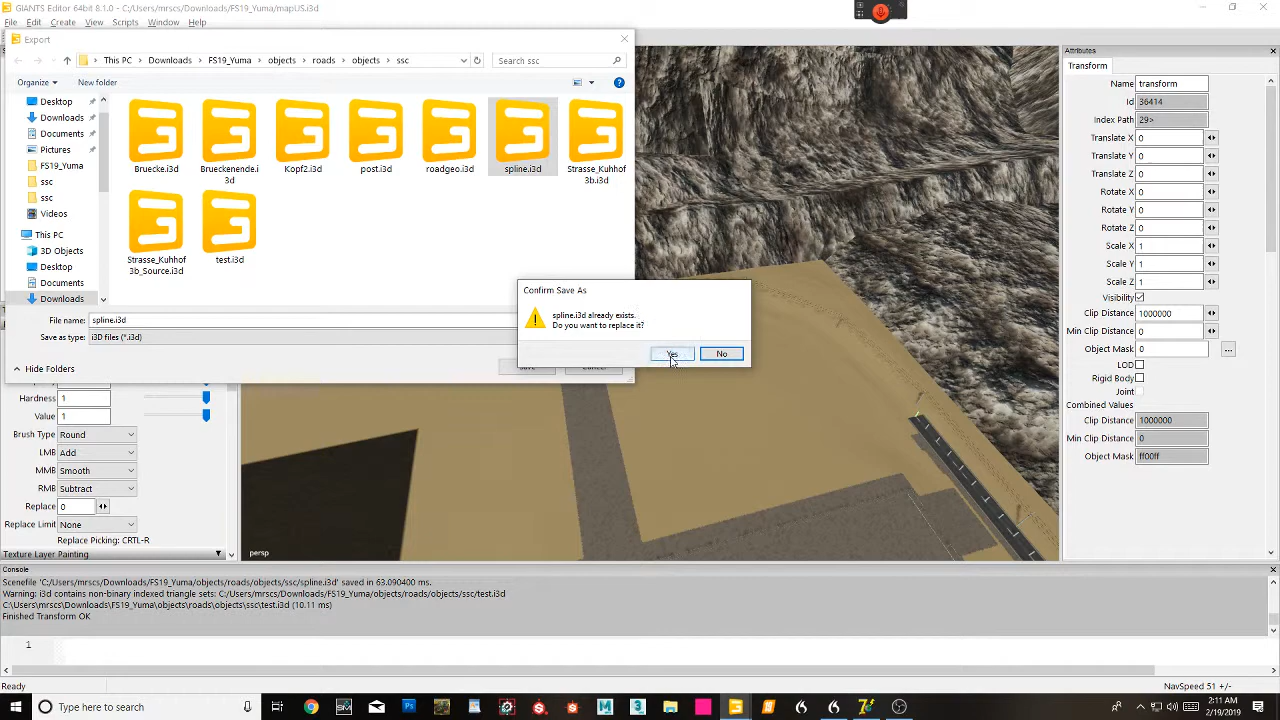 GIANTS Editor 64bit 8.1.0 - C:/Users/mrscs/Downloads/FS19_Yuma/mapUS.i3d
File Edit Create View Scripts Window Help
Export
This PC > Downloads > FS19_Yuma > objects > roads > objects > ssc
Search ssc
Organize
New folder
Desktop
Downloads
Documents
Pictures
FS19_Yuma
ssc
ssc
Videos
This PC
3D Objects
Desktop
Documents
Bruecke.i3d
Brueckenende.i
3d
Kopf2.i3d
post.i3d
roadgeo.i3d
spline.i3d
Strasse_Kuhhof
3b.i3d
Strasse_Kuhhof
3b_Source.i3d
test.i3d
File name: spline.i3d
Save as type: I3D files (*.i3d)
Hide Folders
Confirm Save As
spline.i3d already exists.
Do you want to replace it?
Yes
No
Hardness 1
Value 1
Brush Type Round
LMB Add
MMB Smooth
RMB Subtract
Replace 0
Replace Limit None
Replace Picking: CRTL-R
Texture Layer Painting
persp
Attributes
Transform
Name transform
Id 36414
Index Path 29>
Translate X 0
Translate Y 0
Translate Z 0
Rotate X 0
Rotate Y 0
Rotate Z 0
Scale X 1
Scale Y 1
Scale Z 1
Visibility
Clip Distance 1000000
Min Clip Distance 0
Object Mask 0 ...
LOD
Rigid Body
Joint
Combined Values
Clip Distance 1000000
Min Clip Distance 0
Object Mask ff00ff
Console
Scenefile 'C:/Users/mrscs/Downloads/FS19_Yuma/objects/roads/objects/ssc/spline.i3d' saved in 63.090400 ms.
Warning: i3d contains non-binary indexed triangle sets: C:/Users/mrscs/Downloads/FS19_Yuma/objects/roads/objects/ssc/test.i3d
C:\Users\mrscs\Downloads\FS19_Yuma\objects\roads\objects\ssc\test.i3d (10.11 ms)
Finished Transform OK
1
Ready
NavSpeed 51 +/-
Type here to search
2:11 AM
2/19/2019